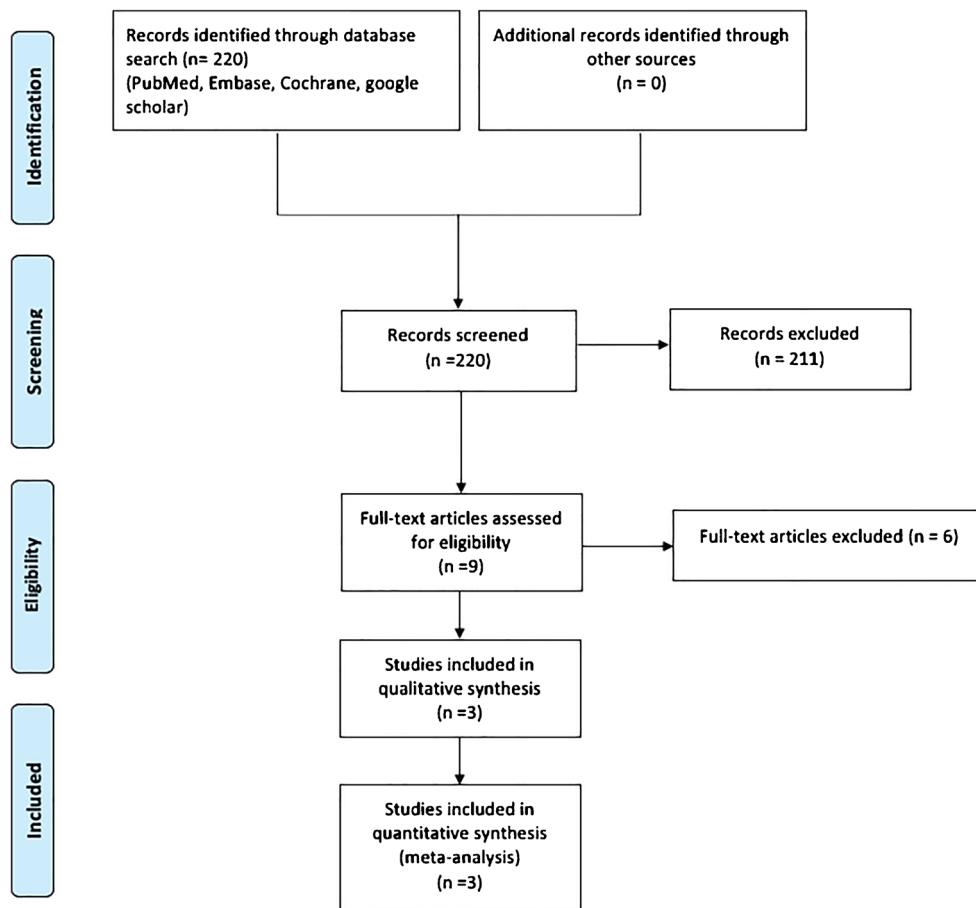 Identification
Records identified through database
search (n= 220)
(PubMed, Embase, Cochrane, google
scholar)
Additional records identified through
other sources
(n = 0)
Screening
Records screened
(n =220)
Records excluded
(n = 211)
Eligibility
Full-text articles assessed
for eligibility
(n =9)
Full-text articles excluded (n = 6)
Studies included in
qualitative synthesis
(n =3)
Included
Studies included in
quantitative synthesis
(meta-analysis)
(n =3)